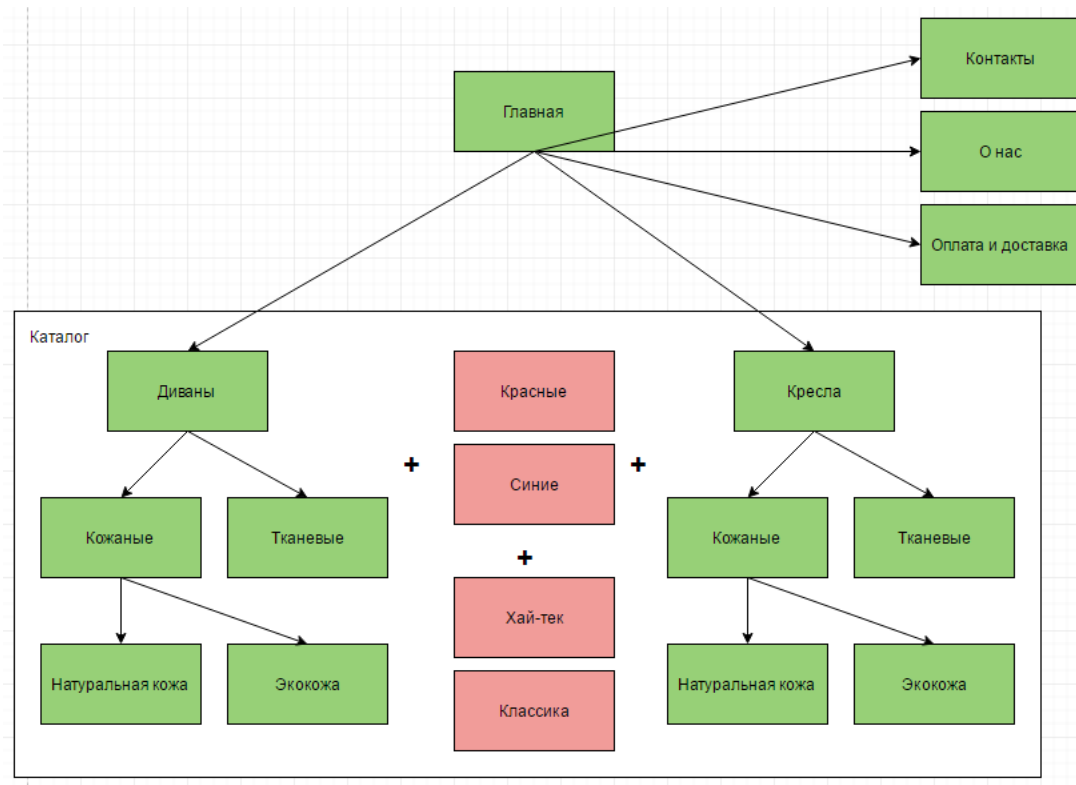 Контакты
Главная
О нас
Оплата и доставка
Каталог
Диваны
Красные
Кресла
+
+
Синие
Кожаные
Тканевые
+
Кожаные
Тканевые
Хай-тек
Натуральная кожа
Экокожа
Классика
Натуральная кожа
Экокожа